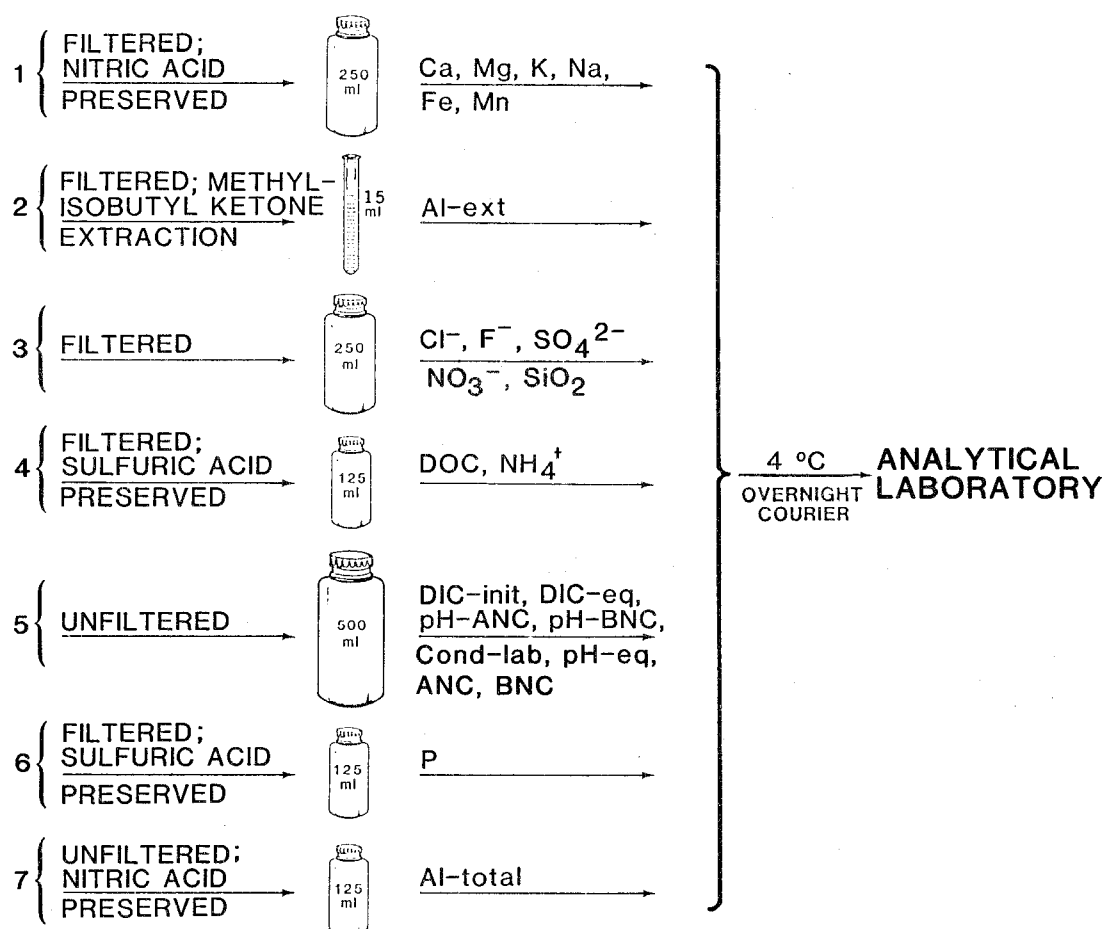 1 FILTERED;
NITRIC ACID
PRESERVED
250
ml
Ca, Mg, K, Na,
Fe, Mn
2 FILTERED; METHYL-
ISOBUTYL KETONE
EXTRACTION
15
ml
Al-ext
3 FILTERED
250
ml
Cl⁻, F⁻, SO₄²⁻
NO₃⁻, SiO₂
4 FILTERED;
SULFURIC ACID
PRESERVED
125
ml
DOC, NH₄⁺
5 UNFILTERED
500
ml
DIC-init, DIC-eq,
pH-ANC, pH-BNC,
Cond-lab, pH-eq,
ANC, BNC
6 FILTERED;
SULFURIC ACID
PRESERVED
125
ml
P
7 UNFILTERED;
NITRIC ACID
PRESERVED
125
ml
Al-total
4 ºC
OVERNIGHT
COURIER
ANALYTICAL
LABORATORY